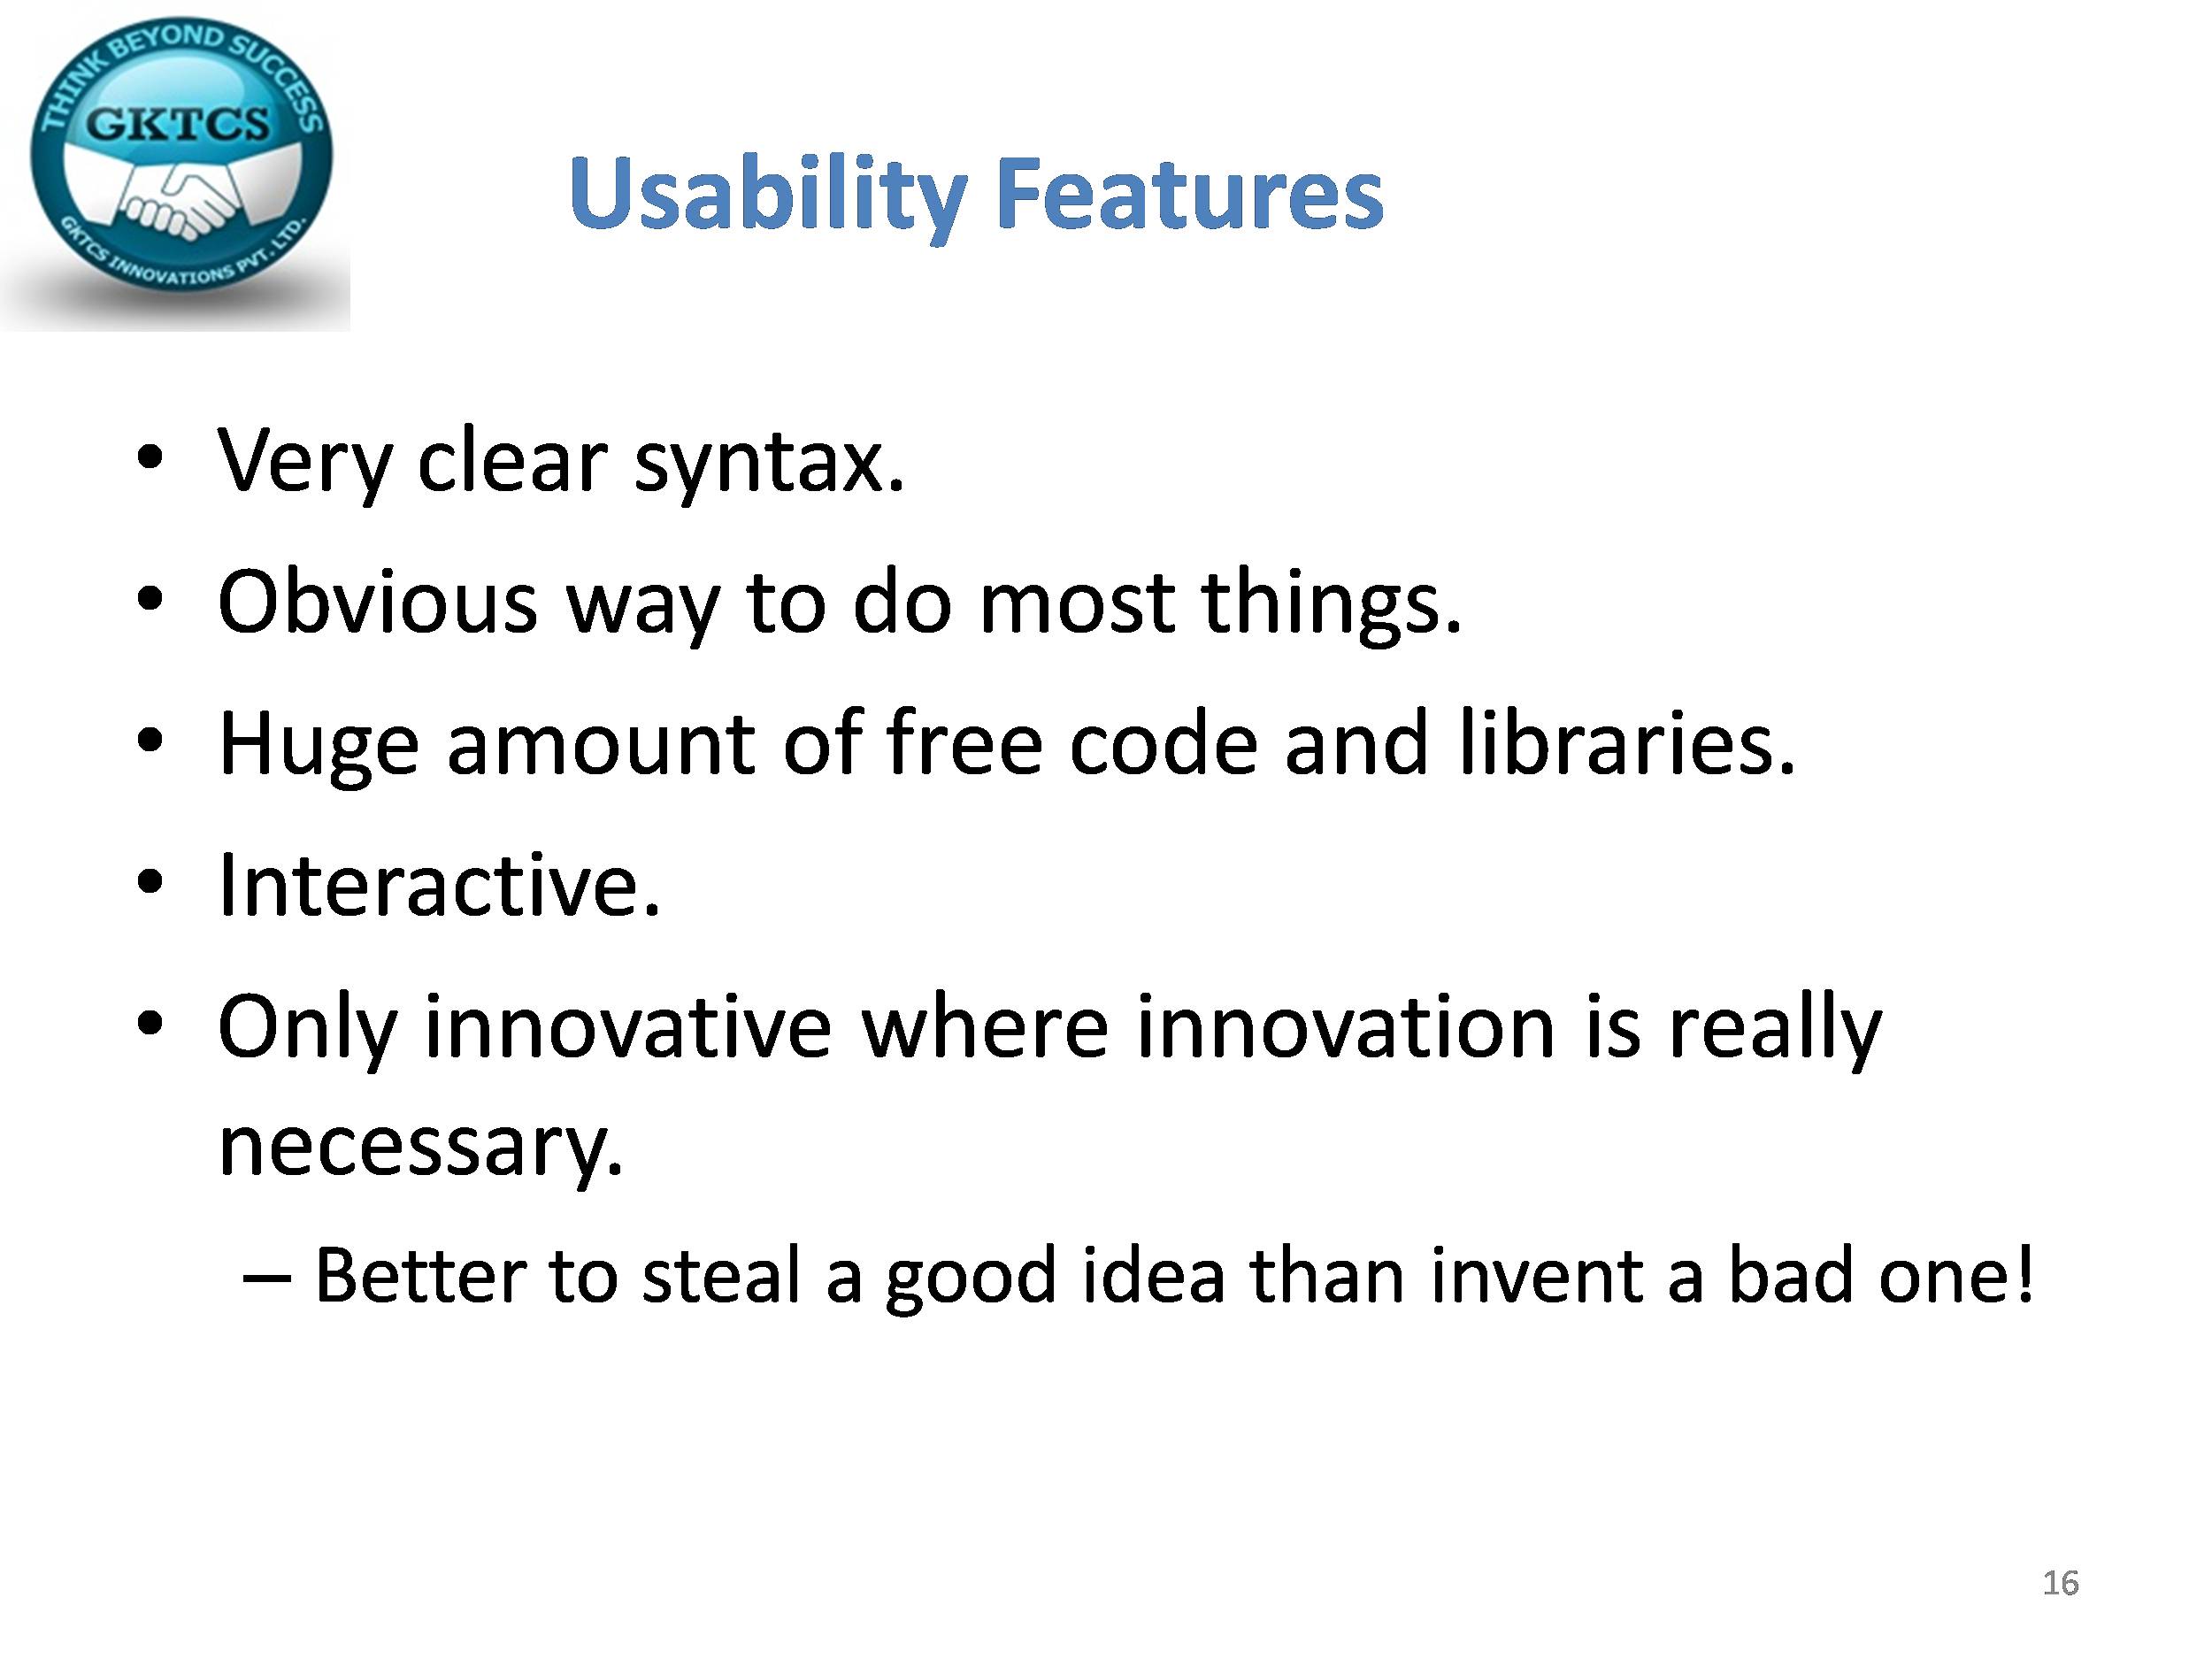 THINK BEYOND SUCCESS
GKTCS
GKTCS INNOVATIONS PVT. LTD.
Usability Features
• Very clear syntax.
• Obvious way to do most things.
• Huge amount of free code and libraries.
• Interactive.
• Only innovative where innovation is really
necessary.
– Better to steal a good idea than invent a bad one!
16